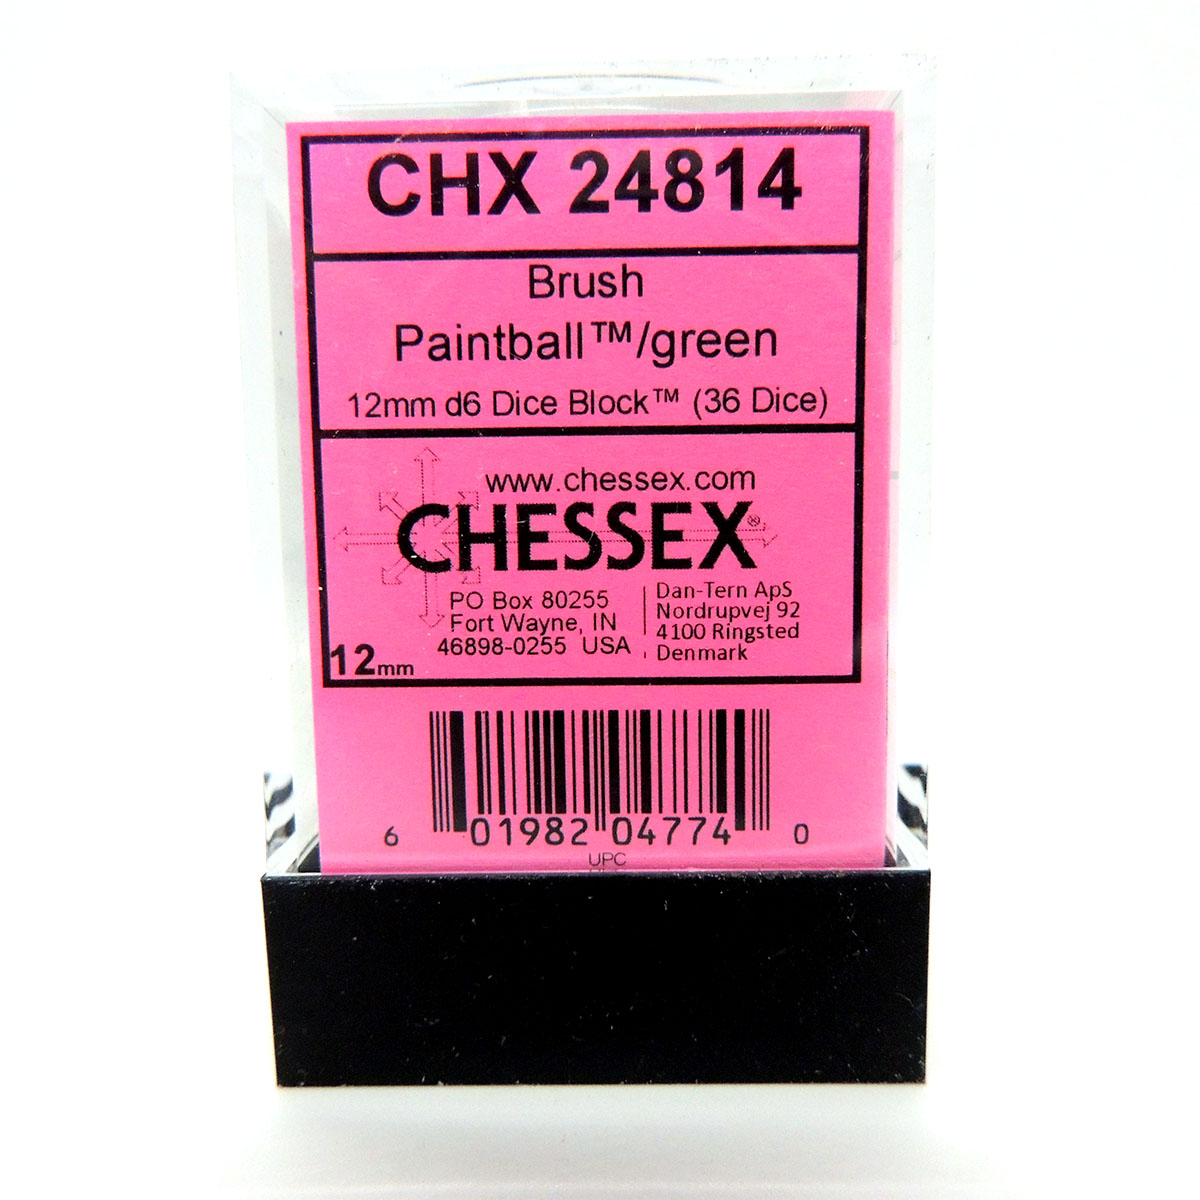 CHX 24814
Brush
Paintball™/green
12mm d6 Dice Block™ (36 Dice)
www.chessex.com
CHESSEX®
PO Box 80255
Fort Wayne, IN
46898-0255 USA
Dan-Tern ApS
Nordrupvej 92
4100 Ringsted
Denmark
12mm
6 01982 04774 0
UPC